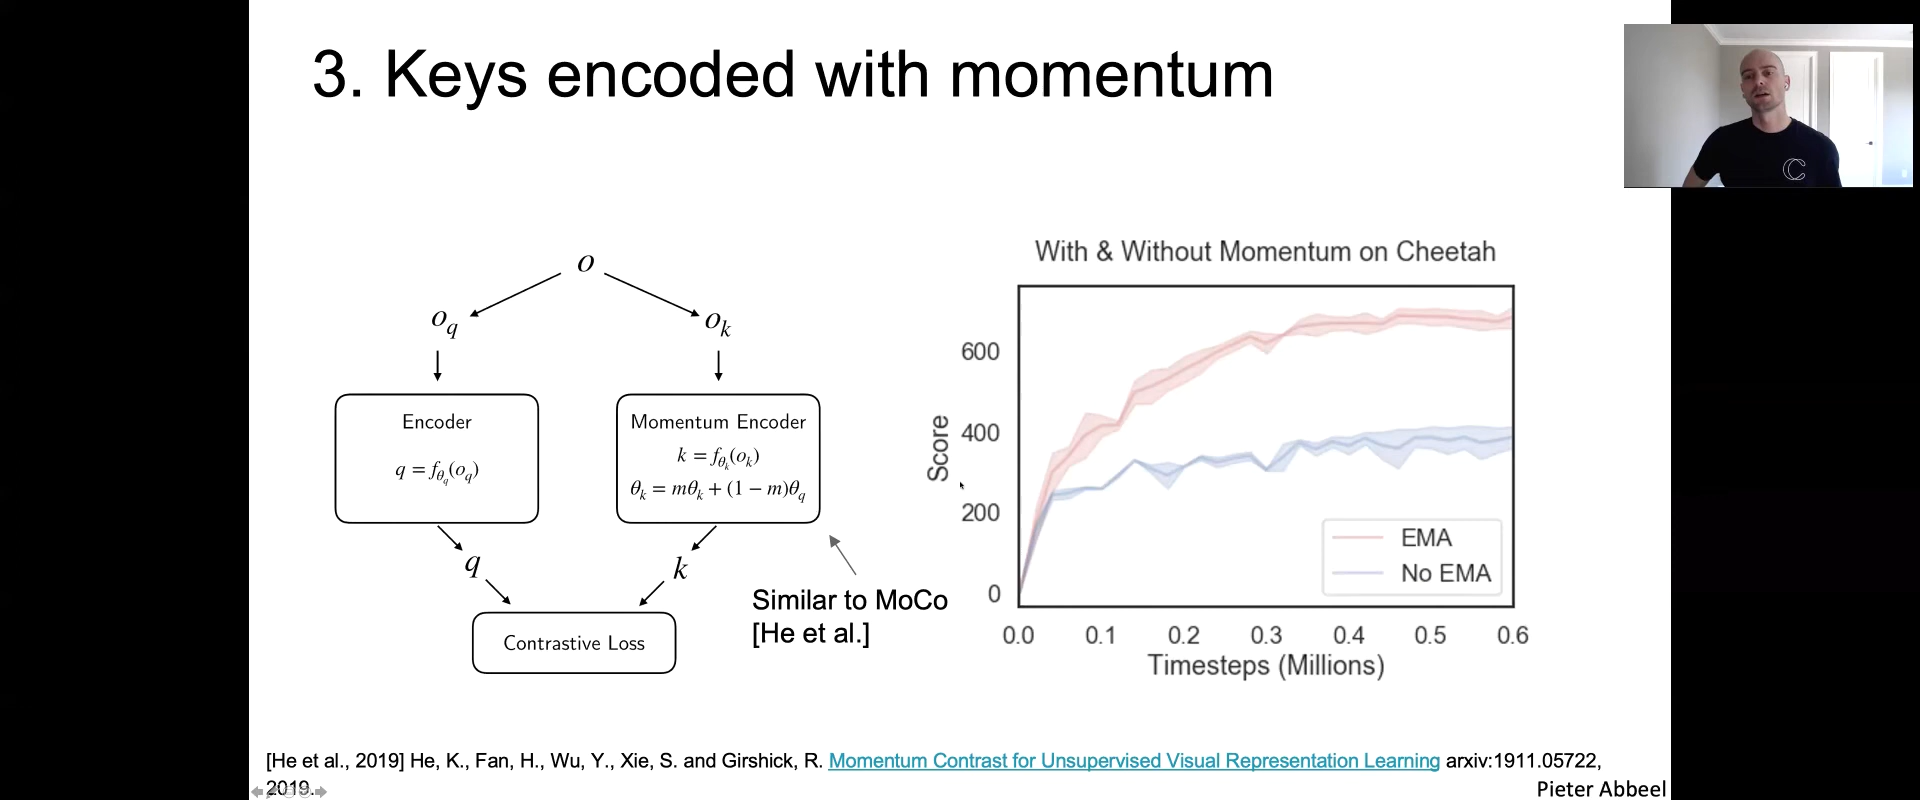 3. Keys encoded with momentum
o
o_q
o_k
Encoder
q = f_{θ_q}(o_q)
Momentum Encoder
k = f_{θ_k}(o_k)
θ_k = mθ_k + (1 − m)θ_q
q
k
Contrastive Loss
Similar to MoCo
[He et al.]
With & Without Momentum on Cheetah
Score
600
400
200
0
EMA
No EMA
0.0 0.1 0.2 0.3 0.4 0.5 0.6
Timesteps (Millions)
[He et al., 2019] He, K., Fan, H., Wu, Y., Xie, S. and Girshick, R. Momentum Contrast for Unsupervised Visual Representation Learning arxiv:1911.05722,
2019.
Pieter Abbeel